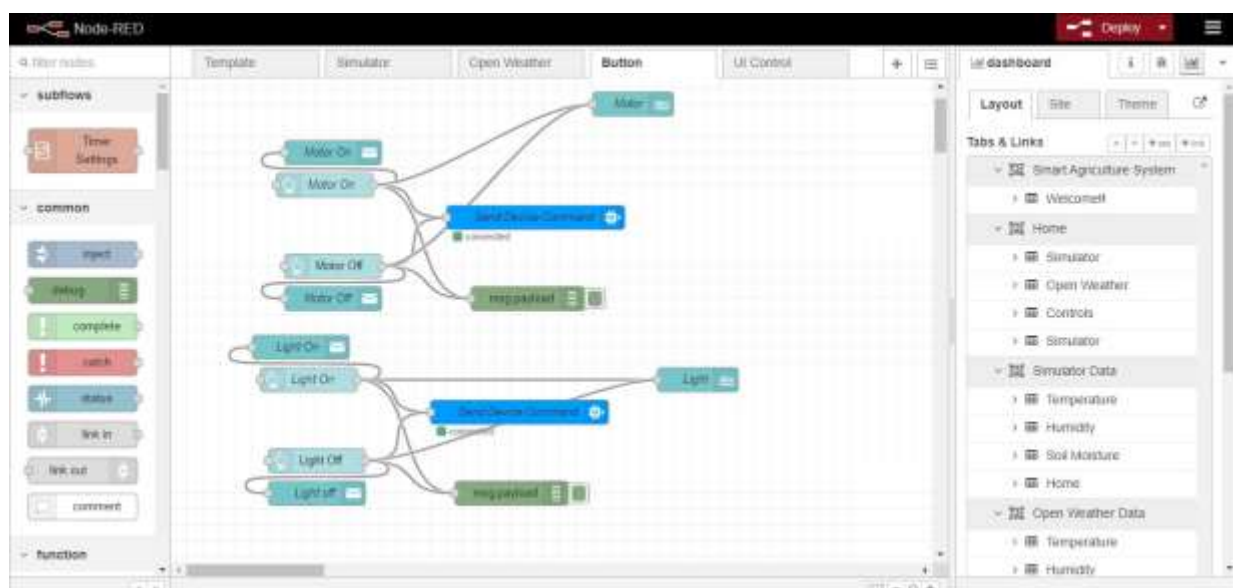 Node-RED
Deploy
filter nodes
Template
Simulator
Open Weather
Button
UI Control
dashboard
subflows
Timer Settings
common
inject
debug
complete
catch
status
link in
link out
comment
function
Motor
Motor On
Motor On
Send Device Command
connected
Motor Off
Motor Off
msg.payload
Light On
Light On
Light
Send Device Command
connected
Light Off
Light off
msg.payload
Layout
Site
Theme
Tabs & Links
Smart Agriculture System
Welcome!!
Home
Simulator
Open Weather
Controls
Simulator
Simulator Data
Temperature
Humidity
Soil Moisture
Home
Open Weather Data
Temperature
Humidity